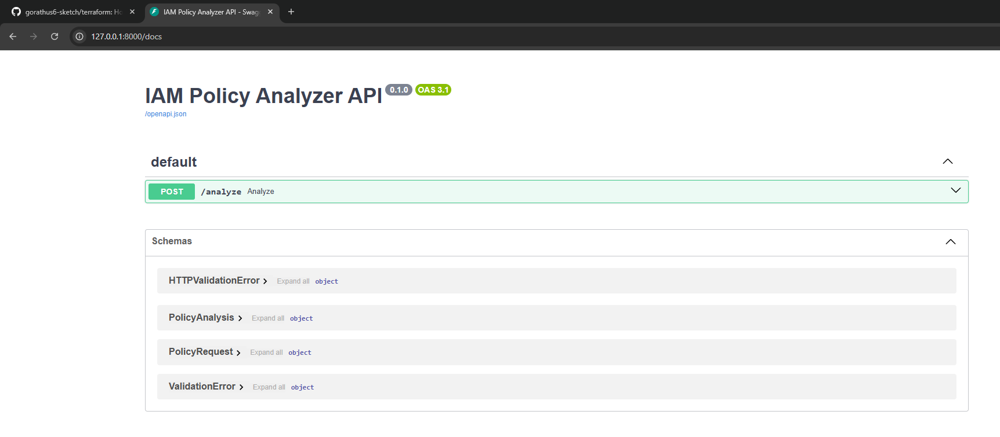 gorathus6-sketch/terraform: Ho
IAM Policy Analyzer API - Swag
127.0.0.1:8000/docs
IAM Policy Analyzer API 0.1.0 OAS 3.1
/openapi.json
default
POST /analyze Analyze
Schemas
HTTPValidationError Expand all object
PolicyAnalysis Expand all object
PolicyRequest Expand all object
ValidationError Expand all object